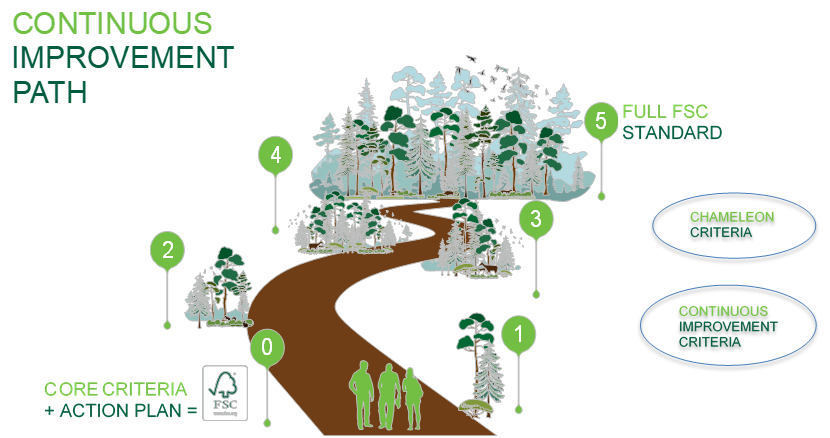 CONTINUOUS
IMPROVEMENT
PATH
5
FULL FSC
STANDARD
4
3
CHAMELEON
CRITERIA
2
CONTINUOUS
IMPROVEMENT
CRITERIA
1
0
CORE CRITERIA
+ ACTION PLAN =
FSC